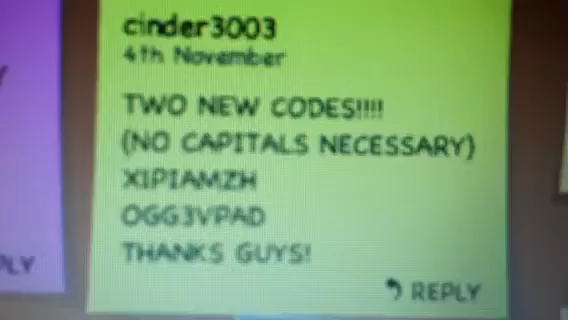 cinder3003
4th November
TWO NEW CODES!!!!
(NO CAPITALS NECESSARY)
XIPIAMZH
OGG3VPAD
THANKS GUYS!
REPLY